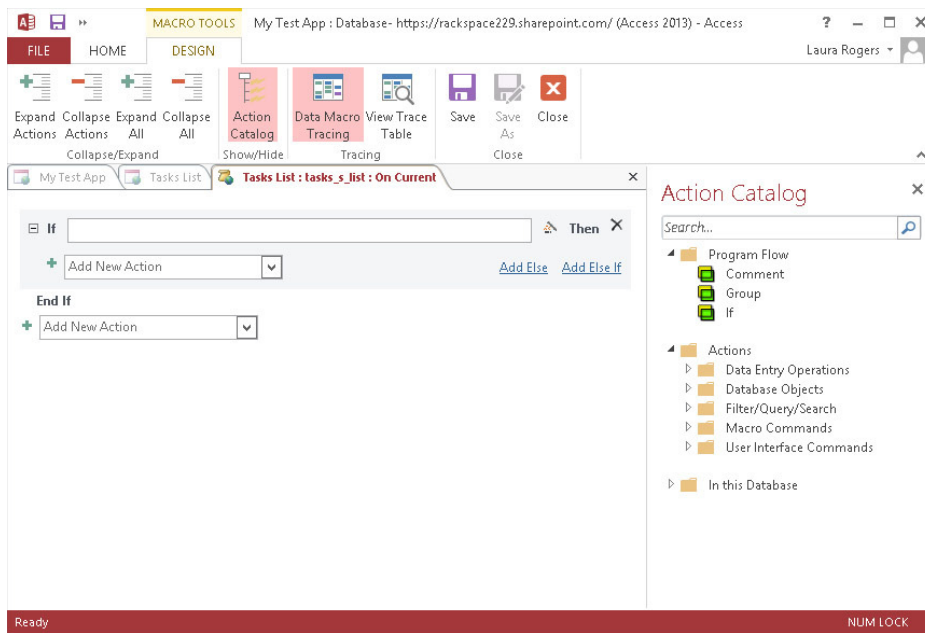 MACRO TOOLS My Test App : Database- https://rackspace229.sharepoint.com/ (Access 2013) - Access
FILE HOME DESIGN Laura Rogers
Expand Actions
Collapse Actions
Expand All
Collapse All
Action Catalog
Data Macro Tracing
View Trace Table
Save
Save As
Close
Collapse/Expand Show/Hide Tracing Close
My Test App Tasks List Tasks List : tasks_s_list : On Current
If Then
Add New Action Add Else Add Else If
End If
Add New Action
Action Catalog
Search...
Program Flow
Comment
Group
If
Actions
Data Entry Operations
Database Objects
Filter/Query/Search
Macro Commands
User Interface Commands
In this Database
Ready NUM LOCK